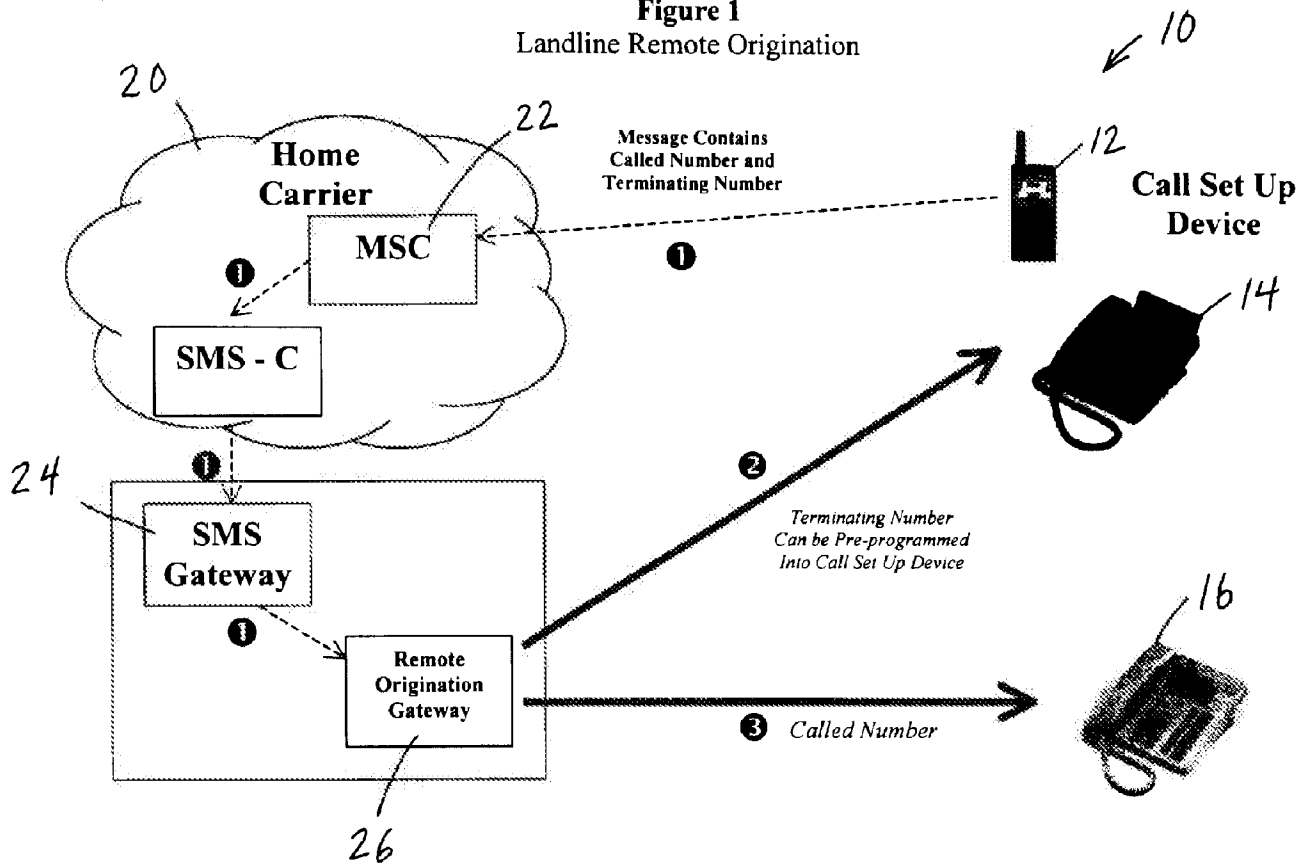 Figure 1
Landline Remote Origination
10
20
22
Home
Carrier
Message Contains
Called Number and
Terminating Number
12
Call Set Up
Device
MSC
1
1
14
SMS - C
1
2
24
SMS
Gateway
Terminating Number
Can be Pre-programmed
Into Call Set Up Device
1
16
Remote
Origination
Gateway
3 Called Number
26